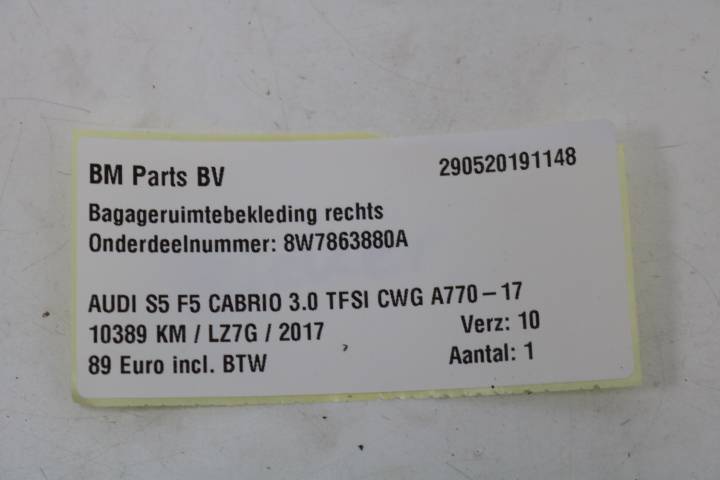 BM Parts BV 290520191148
Bagageruimtebekleding rechts
Onderdeelnummer: 8W7863880A
AUDI S5 F5 CABRIO 3.0 TFSI CWG A770-17
10389 KM / LZ7G / 2017 Verz: 10
89 Euro incl. BTW Aantal: 1